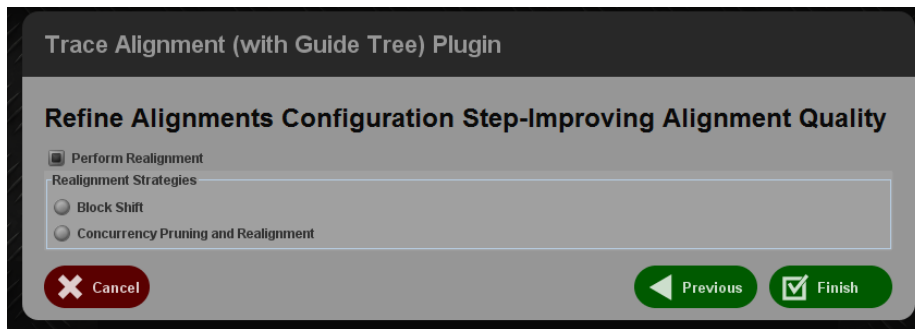 Trace Alignment (with Guide Tree) Plugin
Refine Alignments Configuration Step-Improving Alignment Quality
Perform Realignment
Realignment Strategies
Block Shift
Concurrency Pruning and Realignment
Cancel Previous Finish